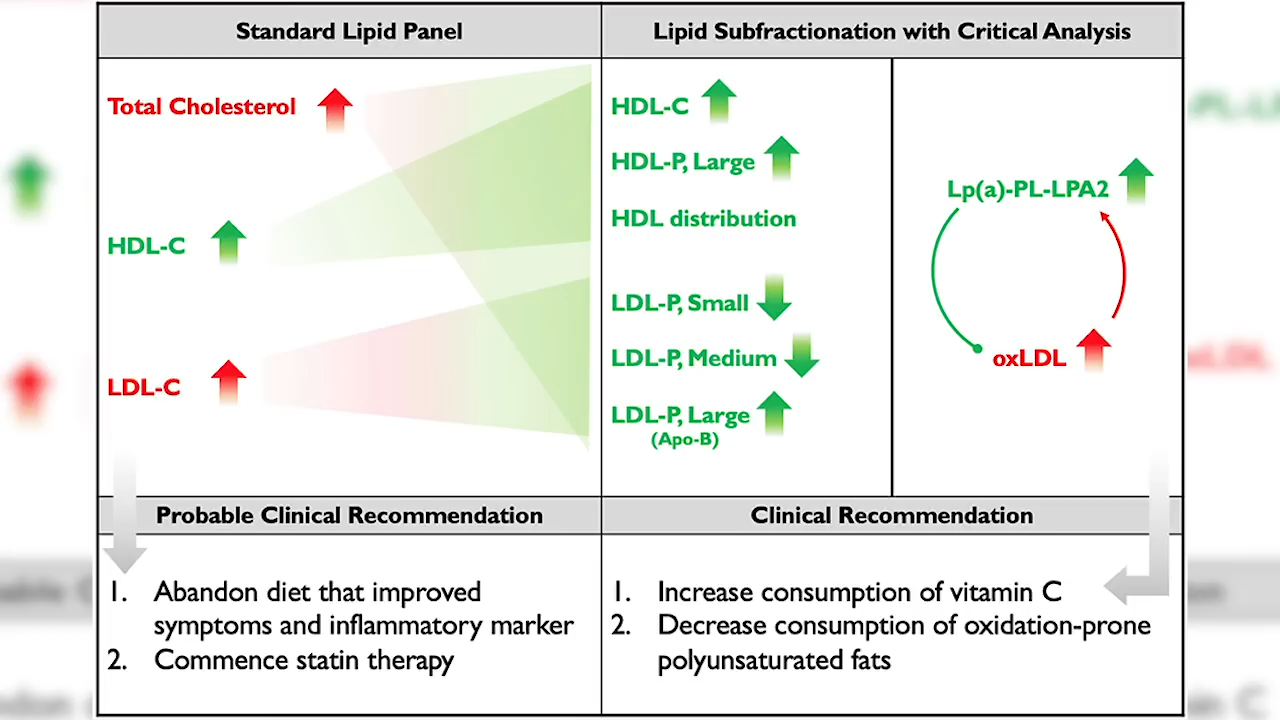 Standard Lipid Panel
Lipid Subfractionation with Critical Analysis
Total Cholesterol
HDL-C
LDL-C
HDL-C
HDL-P, Large
HDL distribution
LDL-P, Small
LDL-P, Medium
LDL-P, Large
(Apo-B)
Lp(a)-PL-LPA2
oxLDL
Probable Clinical Recommendation
Clinical Recommendation
1. Abandon diet that improved
symptoms and inflammatory marker
2. Commence statin therapy
1. Increase consumption of vitamin C
2. Decrease consumption of oxidation-prone
polyunsaturated fats